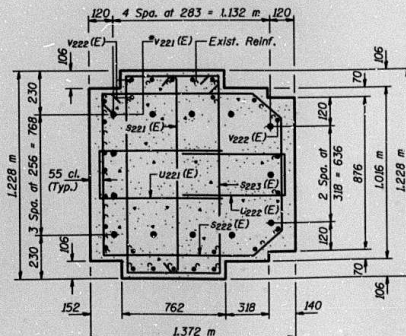 120 4 Spa. at 283 = 1.132 m 120
v222(E) *v221(E) Exist. Reinf.
106
106
230
70
s221(E)
120
1.228 m
3 Spa. at 256 = 768
v222(E)
2 Spa. at
318 = 636
876
1.016 m
1.228 m
55 cl.
(Typ.)
u221(E)
s223(E)
u222(E)
s222(E)
120
230
106
70
106
152 762 318 140
1.372 m